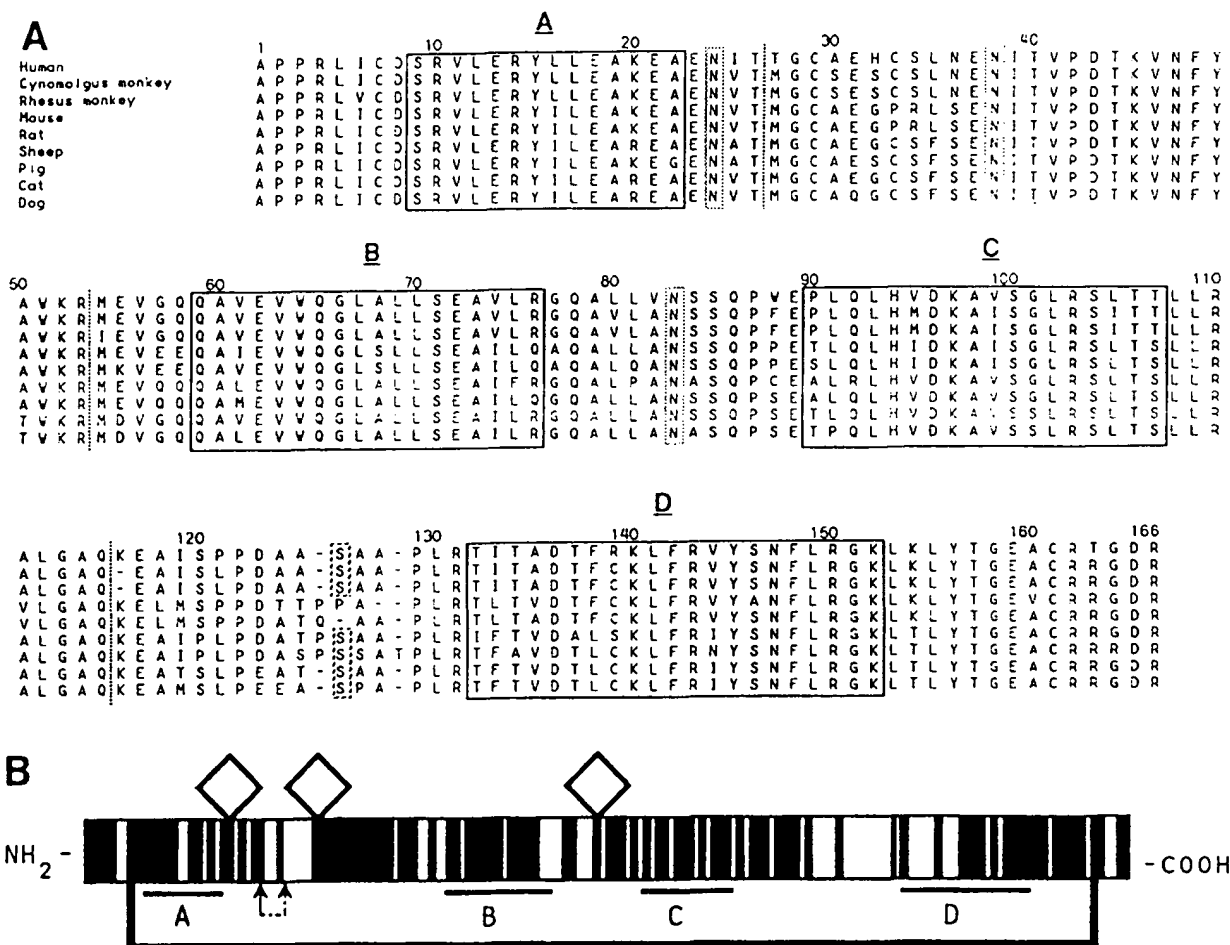 A
A
1 10 20 30 40
Human A P P R L I C D S R V L E R Y L L E A K E A E N I T T G C A E H C S L N E N I T V P D T K V N F Y
Cynomolgus monkey A P P R L I C D S R V L E R Y L L E A K E A E N V T M G C S E S C S L N E N I T V P D T K V N F Y
Rhesus monkey A P P R L V C D S R V L E R Y L L E A K E A E N V T M G C S E S C S L N E N I T V P D T K V N F Y
Mouse A P P R L I C D S R V L E R Y I L E A K E A E N V T M G C A E G P R L S E N I T V P D T K V N F Y
Rat A P P R L I C D S R V L E R Y I L E A K E A E N V T M G C A E G P R L S E N I T V P D T K V N F Y
Sheep A P P R L I C D S R V L E R Y I L E A K E A E N A T M G C S E S C S F S E N I T V P D T K V N F Y
Pig A P P R L I C D S R V L E R Y I L E A K E G E N V T M G C A E S C S F S E N I T V P D T K V N F Y
Cat A P P R L I C D S R V L E R Y I L E A R E A E N V T M G C A E G C S F S E N I T V P D T K V N F Y
Dog A P P R L I C D S R V L E R Y I L E A R E A E N V T M G C A Q G C S F S E N I T V P D T K V N F Y
B C
50 60 70 80 90 100 110
A W K R M E V G Q Q A V E V W Q G L A L L S E A V L R G Q A L L V N S S Q P W E P L Q L H V D K A V S G L R S L T T L L R
A W K R M E V G Q Q A V E V W Q G L A L L S E A V L R G Q A V L A N S S Q P F E P L Q L H M D K A I S G L R S I T T L L R
A W K R I E V G Q Q A V E V W Q G L A L L S E A V L R G Q A V L A N S S Q P F E P L Q L H M D K A I S G L R S I T T L L R
A W K R M E V E E Q A I E V W Q G L S L L S E A I L Q A Q A L L A N S S Q P P E T L Q L H I D K A I S G L R S L T S L L R
A W K R M K V E E Q A V E V W Q G L S L L S E A I L Q A Q A L Q A N S S Q P P E S L Q L H I D K A I S G L R S L T S L L R
A W K R M E V Q Q Q A L E V W Q G L A L L S E A I F R G Q A L P A N A S Q P C E A L R L H V D K A V S G L R S L T S L L R
A W K R M E V Q Q Q A M E V W Q G L A L L S E A I L Q G Q A L L A N S S Q P S E A L Q L H V D K A V S G L R S L T S L L R
T W K R M D V G Q Q A V E V W Q G L A L L S E A I L R G Q A L L A N S S Q P S E T L Q L H V D K A V S S L R S L T S L L R
T W K R M D V G Q Q A L E V W Q G L A L L S E A I L R G Q A L L A N A S Q P S E T P Q L H V D K A V S S L R S L T S L L R
D
120 130 140 150 160 166
A L G A Q K E A I S P P D A A - S A A - P L R T I T A D T F R K L F R V Y S N F L R G K L K L Y T G E A C R T G D R
A L G A Q - E A I S L P D A A - S A A - P L R T I T A D T F C K L F R V Y S N F L R G K L K L Y T G E A C R R G D R
A L G A Q - E A I S L P D A A - S A A - P L R T I T A D T F C K L F R V Y S N F L R G K L K L Y T G E A C R R G D R
V L G A Q K E L M S P P D T T P P A - - P L R T L T V D T F C K L F R V Y A N F L R G K L K L Y T G E V C R R G D R
V L G A Q K E L M S P P D A T Q - A A - P L R T L T A D T F C K L F R V Y S N F L R G K L K L Y T G E A C R R G D R
A L G A Q K E A I P L P D A T P S A A - P L R I F T V D A L S K L F R I Y S N F L R G K L T L Y T G E A C R R G D R
A L G A Q K E A I P L P D A S P S S A T P L R T F A V D T L C K L F R N Y S N F L R G K L T L Y T G E A C R R R D R
A L G A Q K E A T S L P E A T - S A A - P L R T F T V D T L C K L F R I Y S N F L R G K L T L Y T G E A C R R G D R
A L G A Q K E A M S L P E E A - S P A - P L R T F T V D T L C K L F R I Y S N F L R G K L T L Y T G E A C R R G D R
B
NH2 - -COOH
A B C D